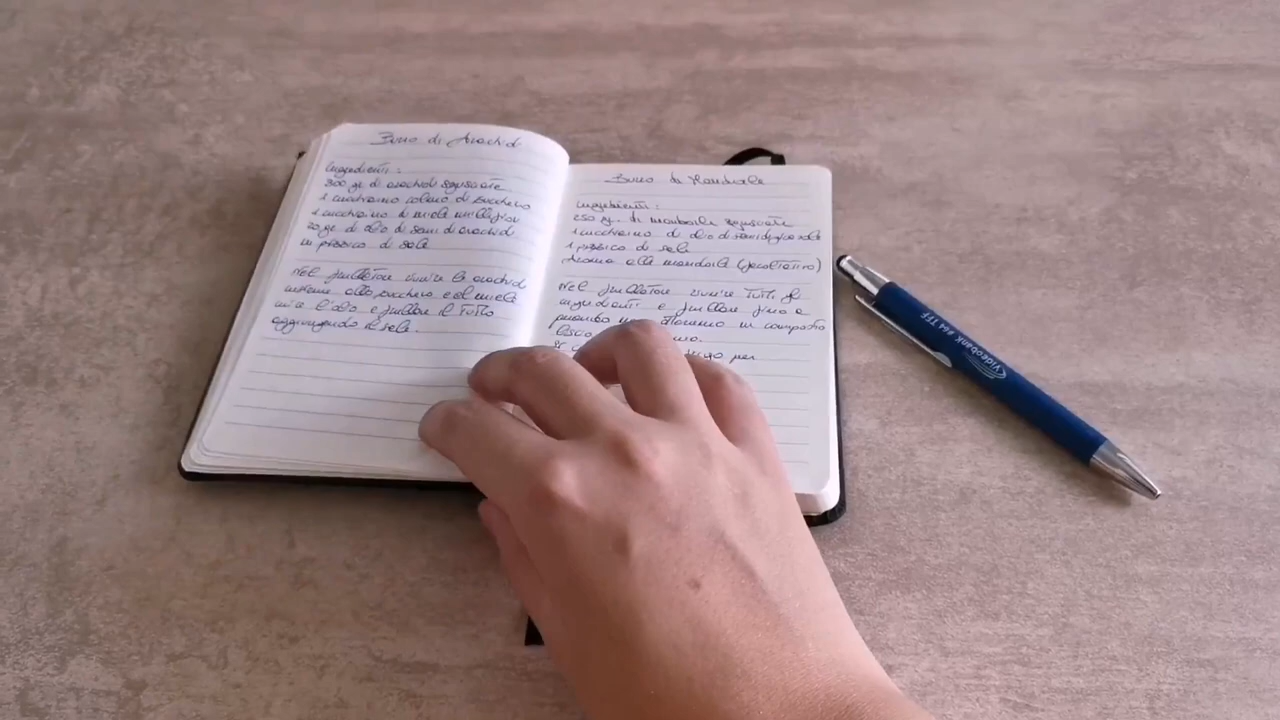 Burro di Arachidi
Ingredienti:
300 gr. di arachidi sgusciate
1 cucchiaino colmo di zucchero
1 cucchiaino di miele millefiori
20 gr. di olio di semi di arachidi
un pizzico di sale
Nel frullatore unire le arachidi
insieme allo zucchero e al miele
l'olio e frullare il tutto
aggiungendo il sale.
Burro di Mandorle
Ingredienti:
250 gr. di mandorle sgusciate
1 cucchiaino di olio di semi di girasole
1 pizzico di sale
Aroma alla mandorla (facoltativo)
Nel frullatore unire tutti gli
ingredienti e frullare fino a
quando un composto
per
Videobank #64 TFF